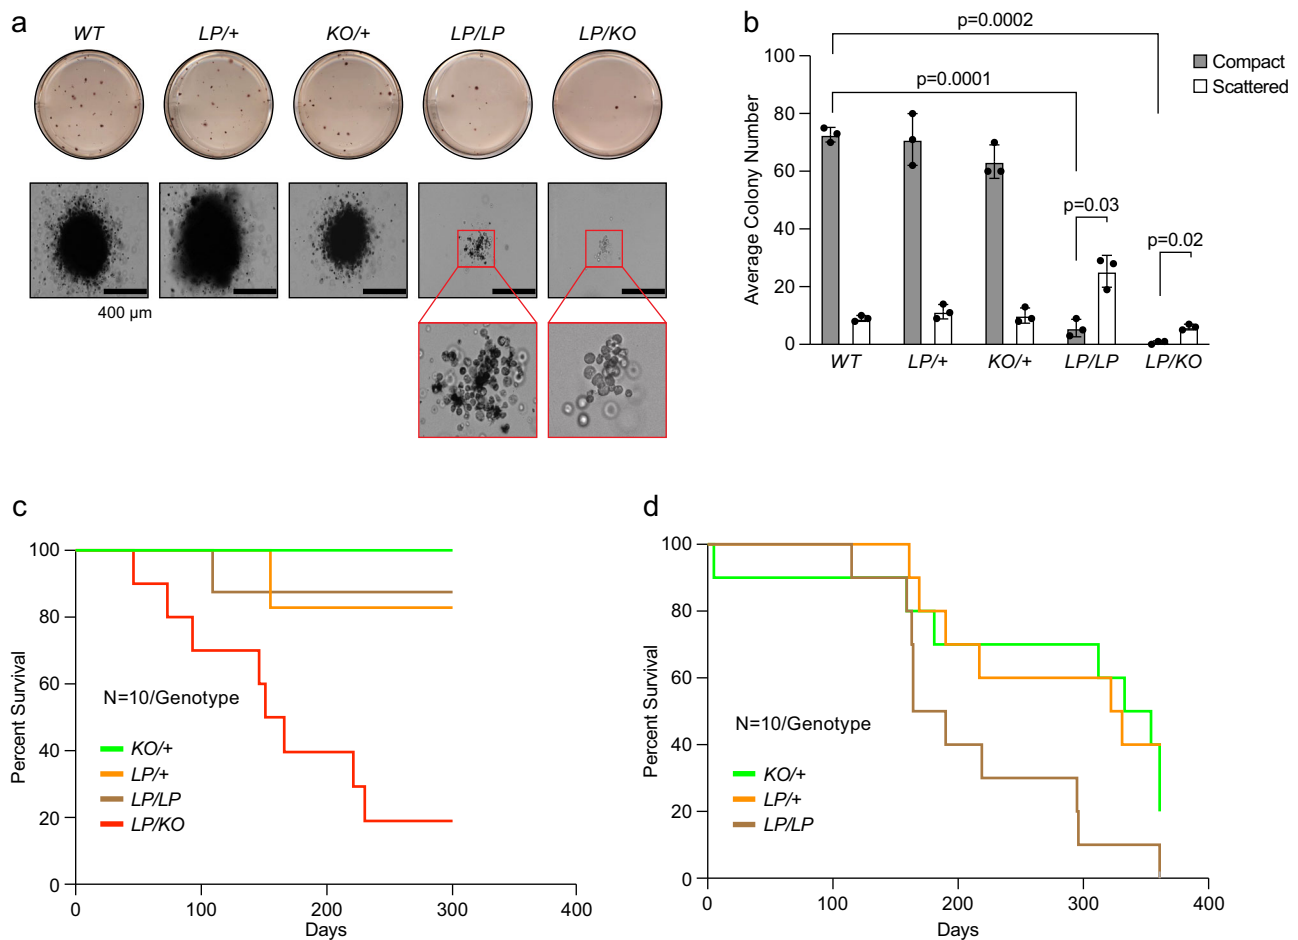 a
WT
LP/+
KO/+
LP/LP
LP/KO
400 µm
b
p=0.0002
p=0.0001
p=0.03
p=0.02
Compact
Scattered
Average Colony Number
100
80
60
40
20
0
WT
LP/+
KO/+
LP/LP
LP/KO
c
Percent Survival
100
80
60
40
20
0
N=10/Genotype
KO/+
LP/+
LP/LP
LP/KO
0
100
200
300
400
Days
d
Percent Survival
100
80
60
40
20
0
N=10/Genotype
KO/+
LP/+
LP/LP
0
100
200
300
400
Days